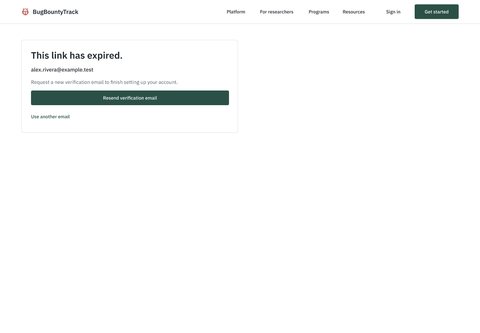 BugBountyTrack
Platform
For researchers
Programs
Resources
Sign in
Get started
This link has expired.
alex.rivera@example.test
Request a new verification email to finish setting up your account.
Resend verification email
Use another email